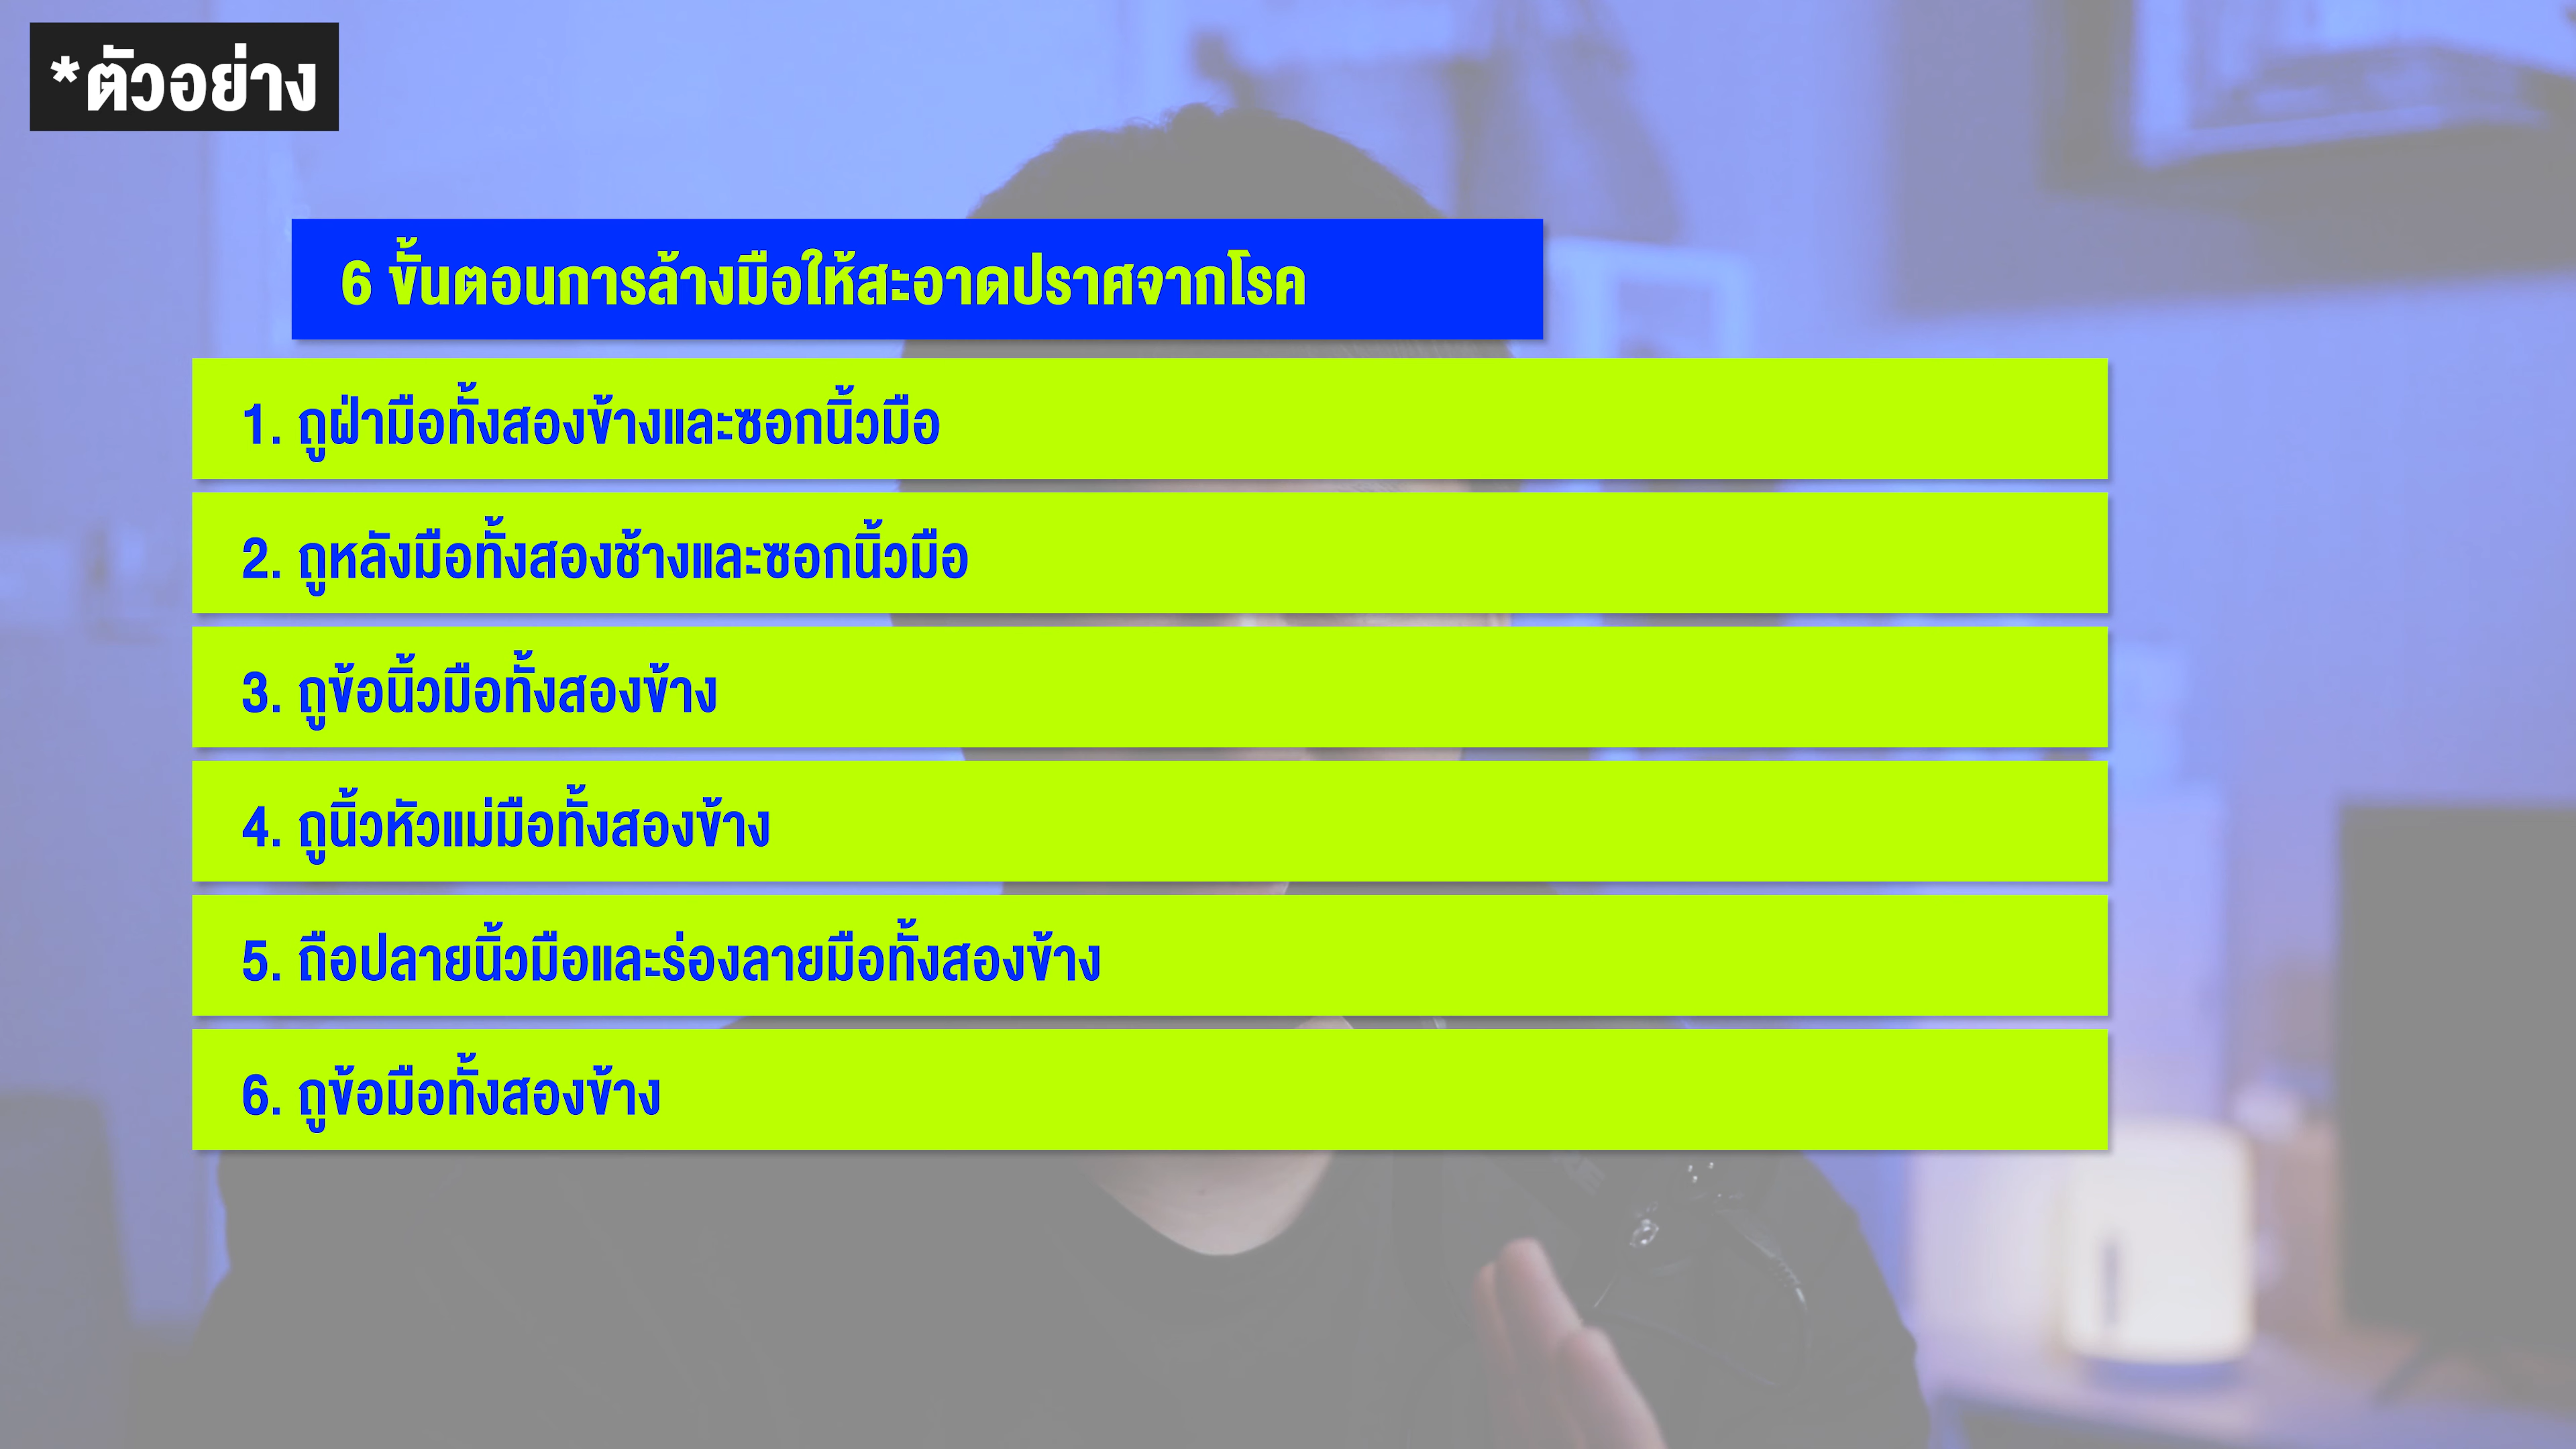 *ตัวอย่าง
6 ขั้นตอนการล้างมือให้สะอาดปราศจากโรค
1. ถูฝ่ามือทั้งสองข้างและซอกนิ้วมือ
2. ถูหลังมือทั้งสองช้างและซอกนิ้วมือ
3. ถูข้อนิ้วมือทั้งสองข้าง
4. ถูนิ้วหัวแม่มือทั้งสองข้าง
5. ถือปลายนิ้วมือและร่องลายมือทั้งสองข้าง
6. ถูข้อมือทั้งสองข้าง